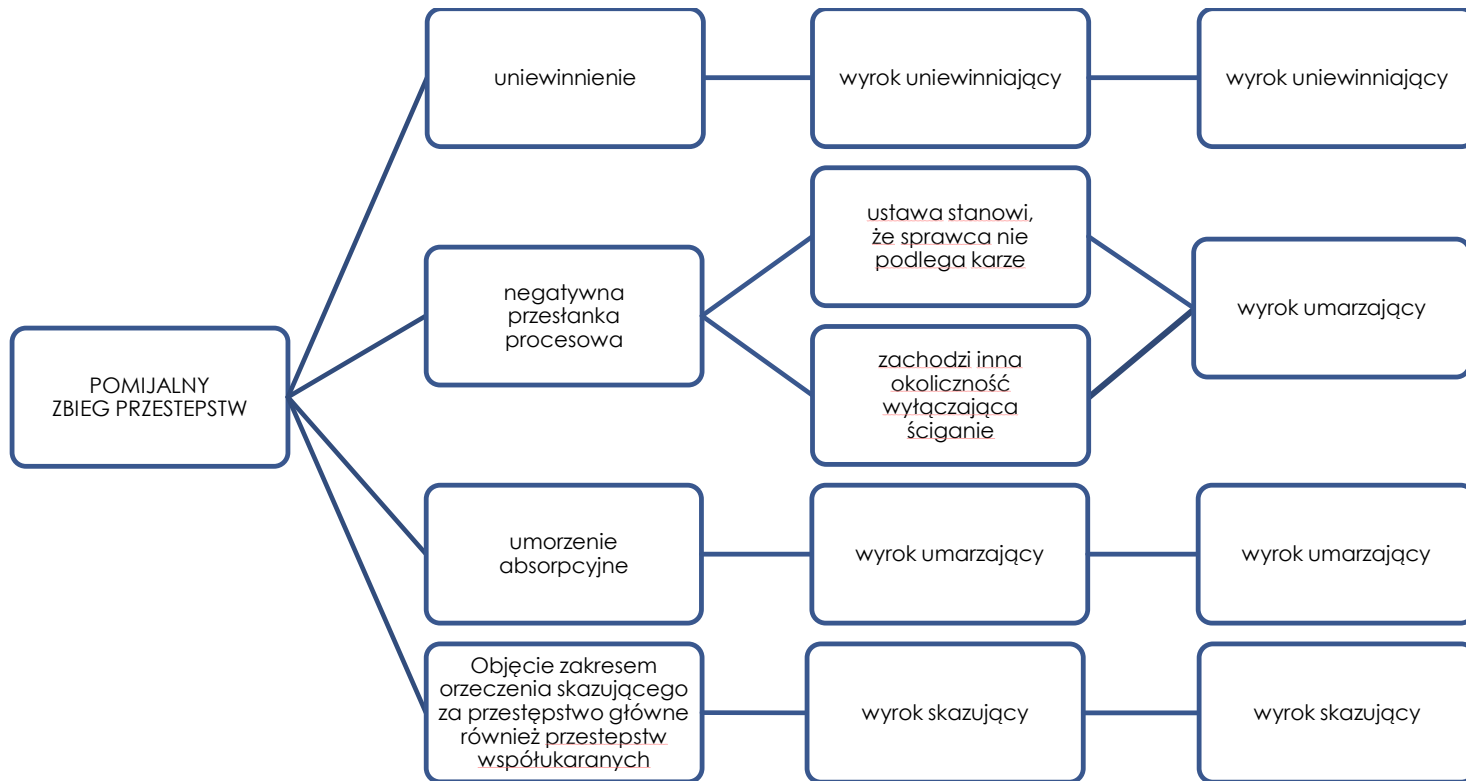 uniewinnienie
wyrok uniewinniający
wyrok uniewinniający
ustawa stanowi,
że sprawca nie
podlega karze
negatywna
przesłanka
procesowa
wyrok umarzający
zachodzi inna
okoliczność
wyłączająca
ściganie
POMIJALNY
ZBIEG PRZESTEPSTW
umorzenie
absorpcyjne
wyrok umarzający
wyrok umarzający
Objęcie zakresem
orzeczenia skazującego
za przestępstwo główne
również przestepstw
współukaranych
wyrok skazujący
wyrok skazujący